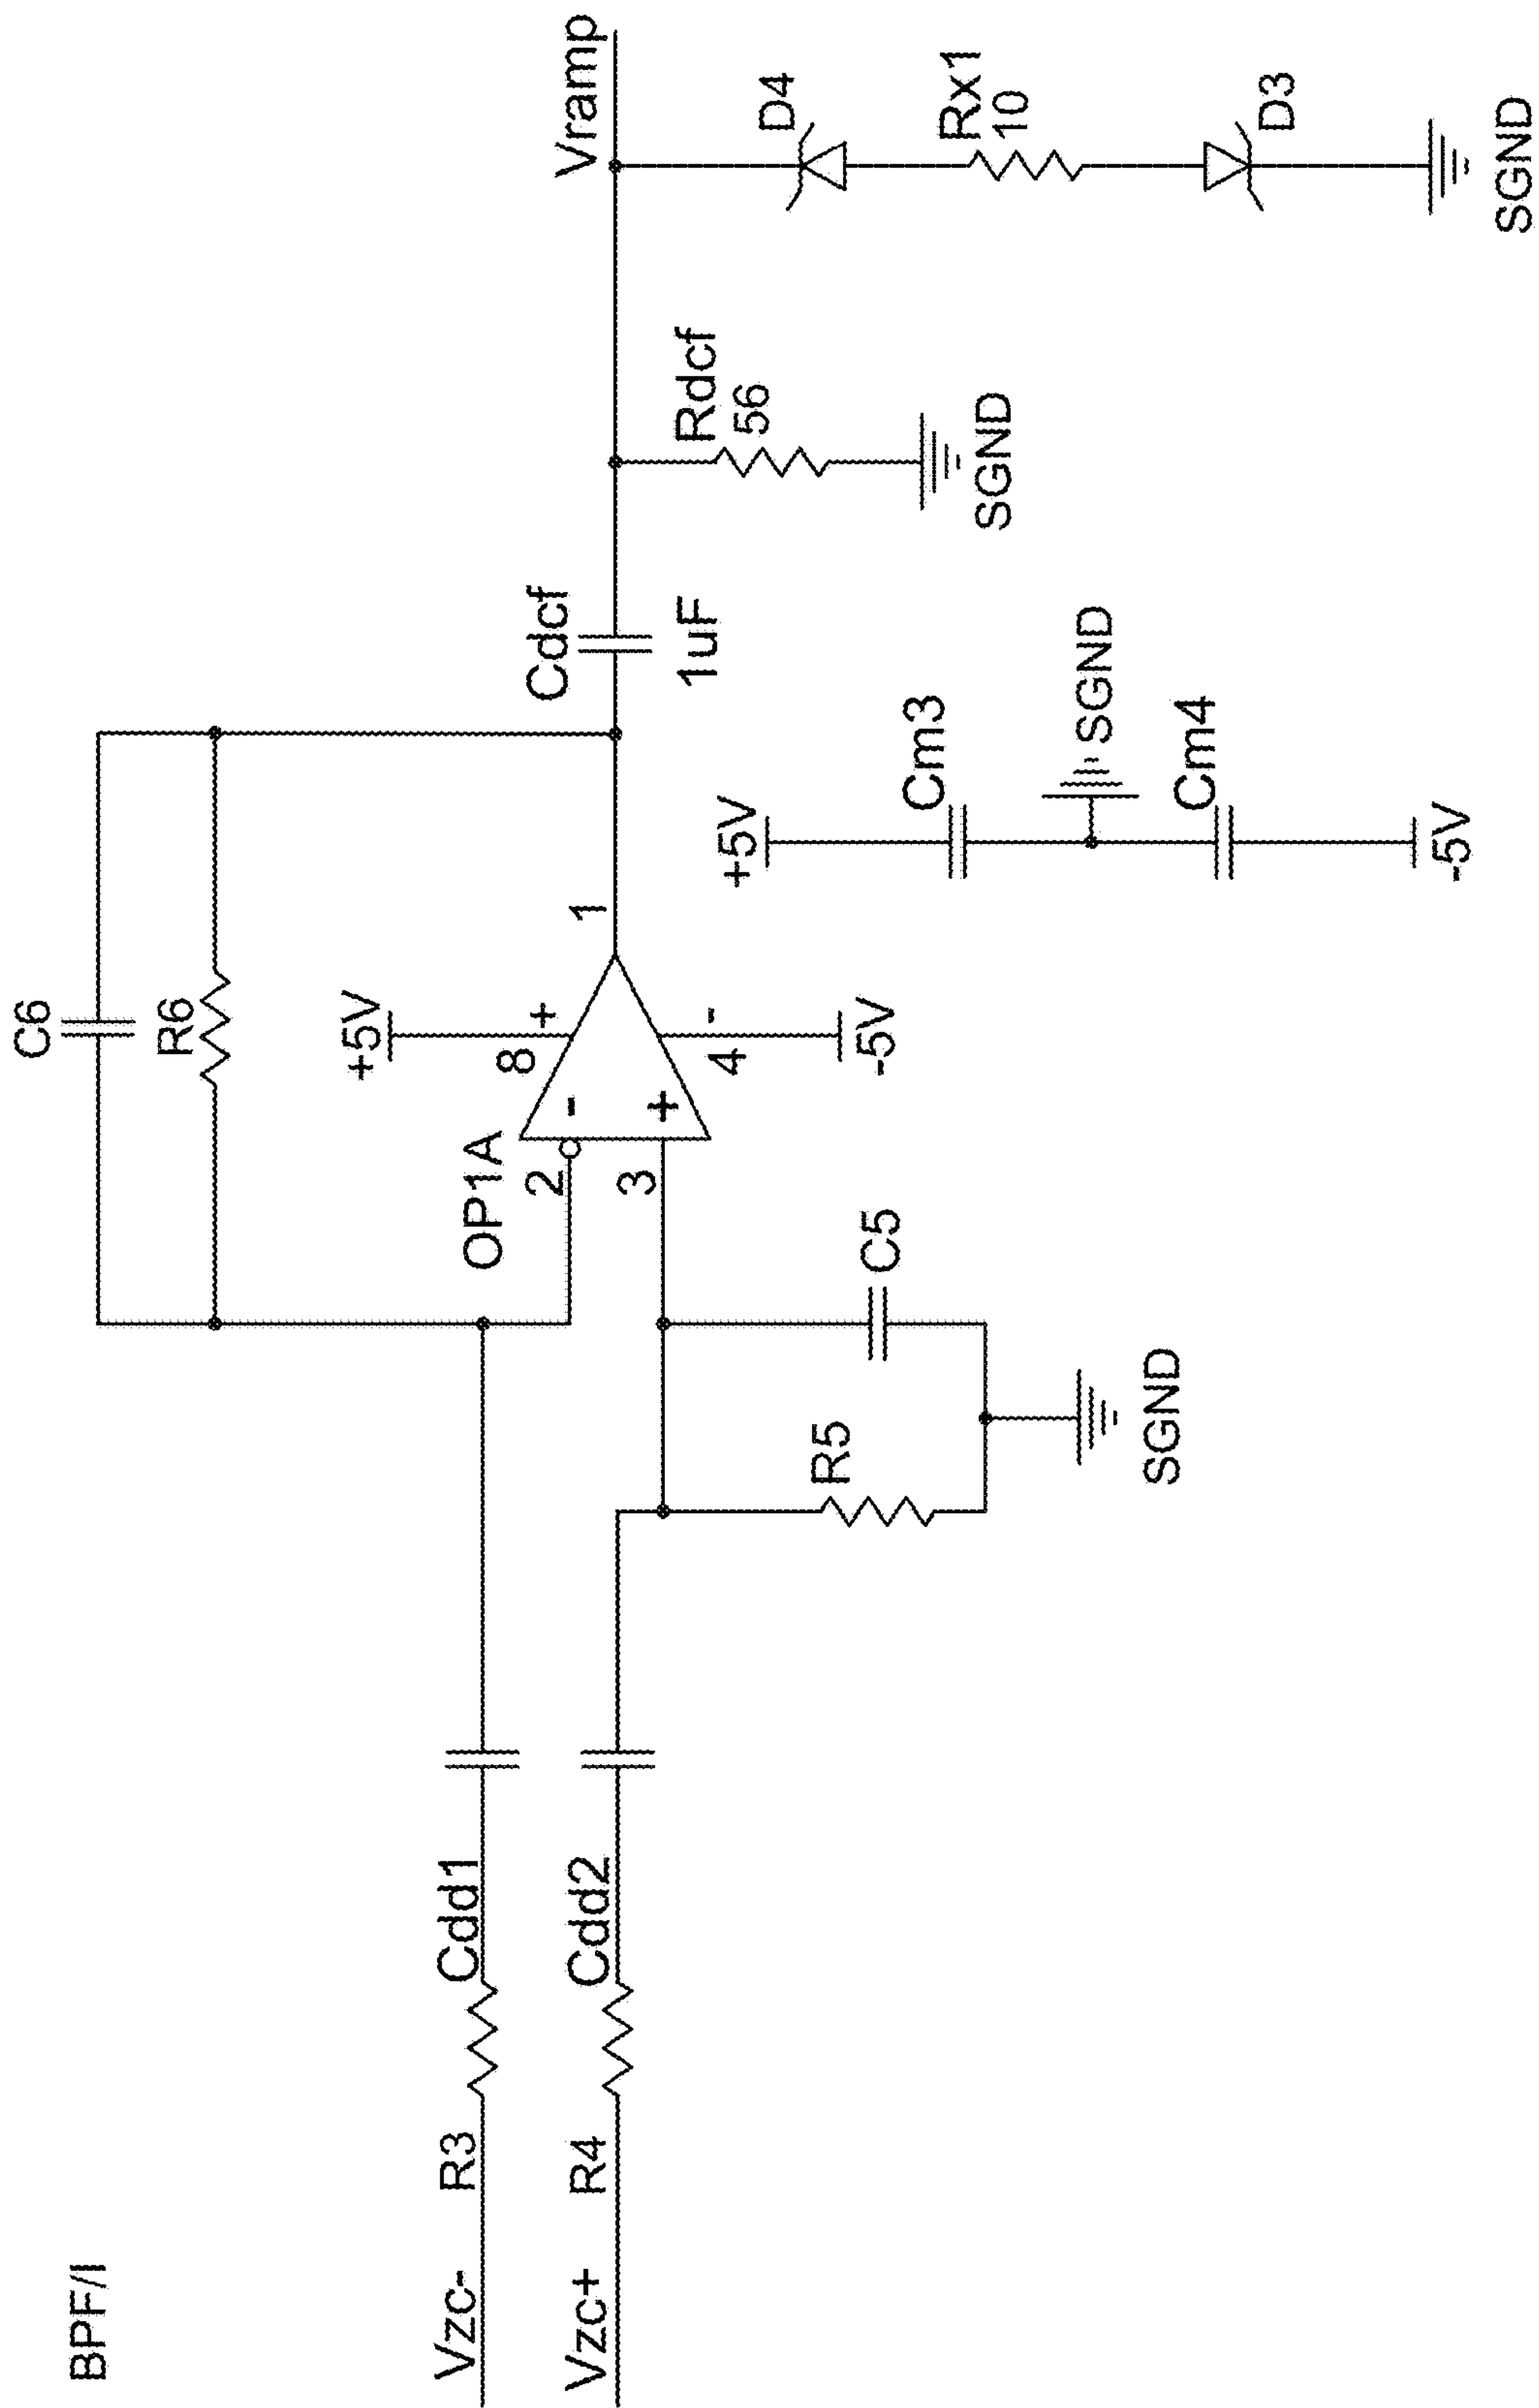 BPF/I
Vzc-
R3
Cdd1
Vzc+
R4
Cdd2
C6
R6
OP1A
2
3
-
+
8
+
+5V
4
-
-5V
1
R5
C5
SGND
Cdcf
1uF
Rdcf
56
SGND
+5V
Cm3
SGND
Cm4
-5V
Vramp
D4
Rx1
10
D3
SGND